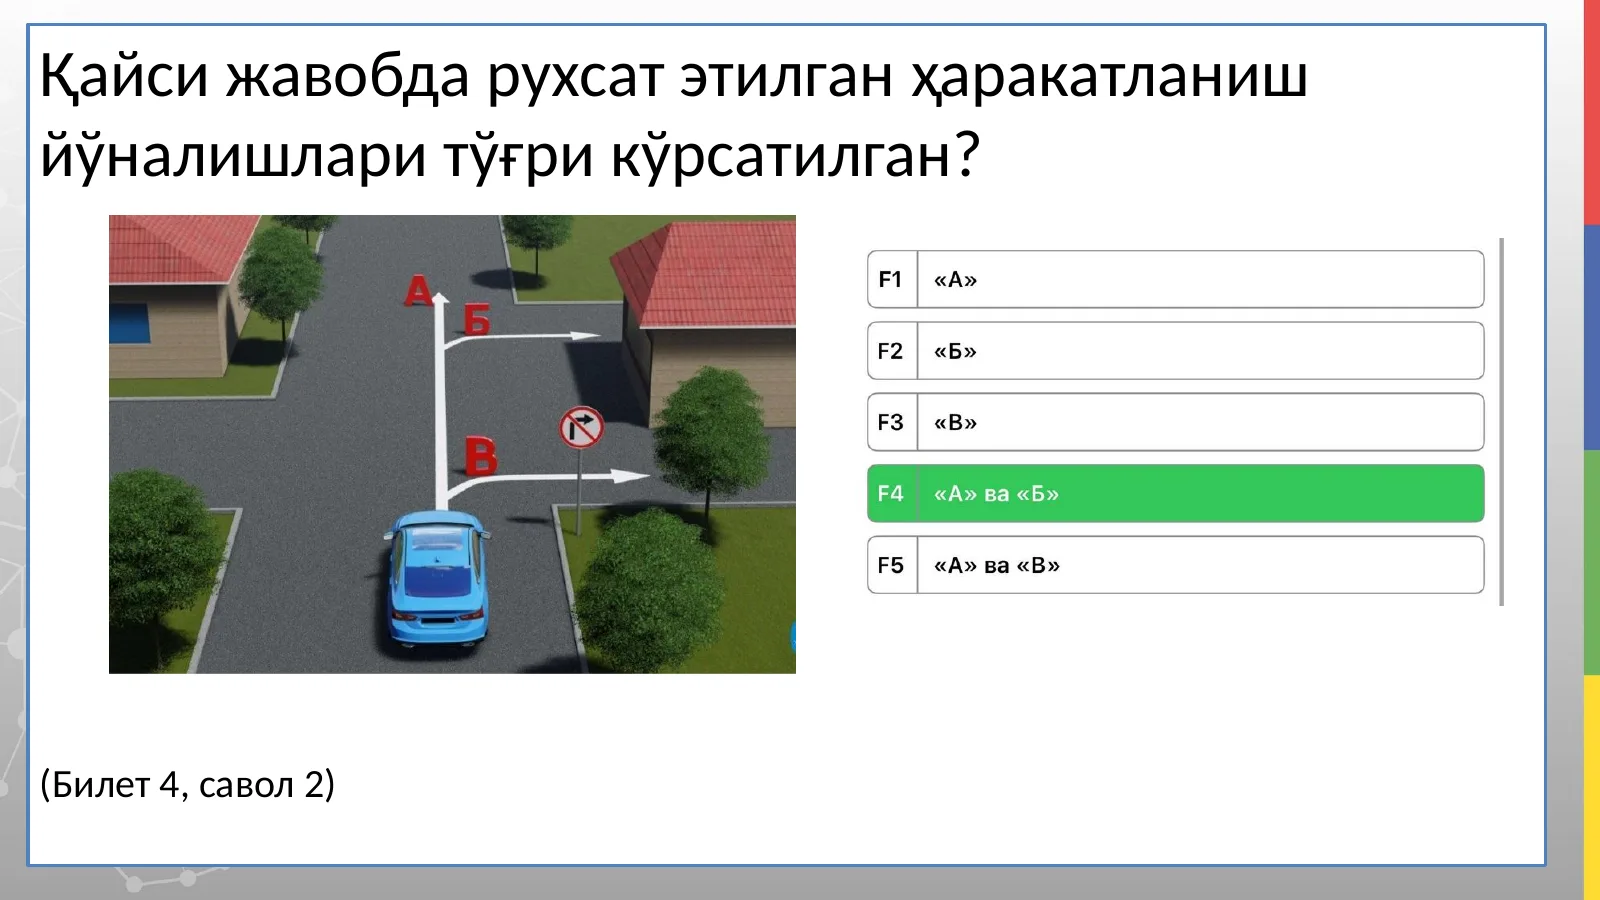 Қайси жавобда рухсат этилган ҳаракатланиш
йўналишлари тўғри кўрсатилган?
А
Б
В
F1 «А»
F2 «Б»
F3 «В»
F4 «А» ва «Б»
F5 «А» ва «В»
(Билет 4, савол 2)